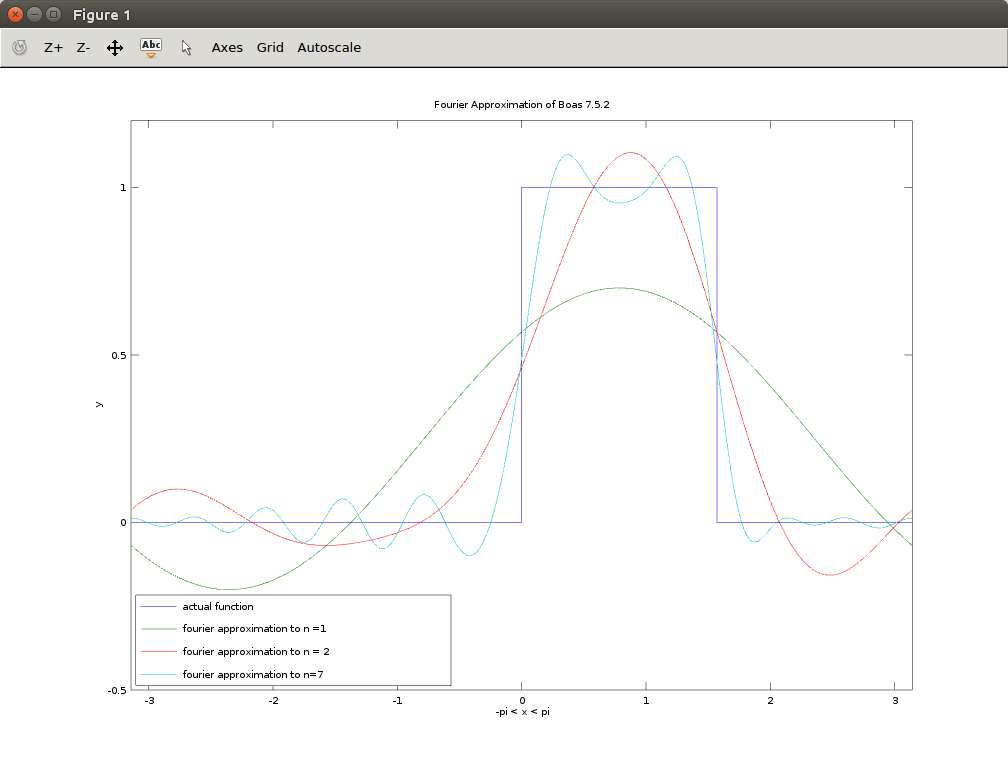 Figure 1
Z+ Z- Abc Axes Grid Autoscale
Fourier Approximation of Boas 7.5.2
1
0.5
y
0
-0.5
actual function
fourier approximation to n =1
fourier approximation to n = 2
fourier approximation to n=7
-3 -2 -1 0 1 2 3
-pi < x < pi